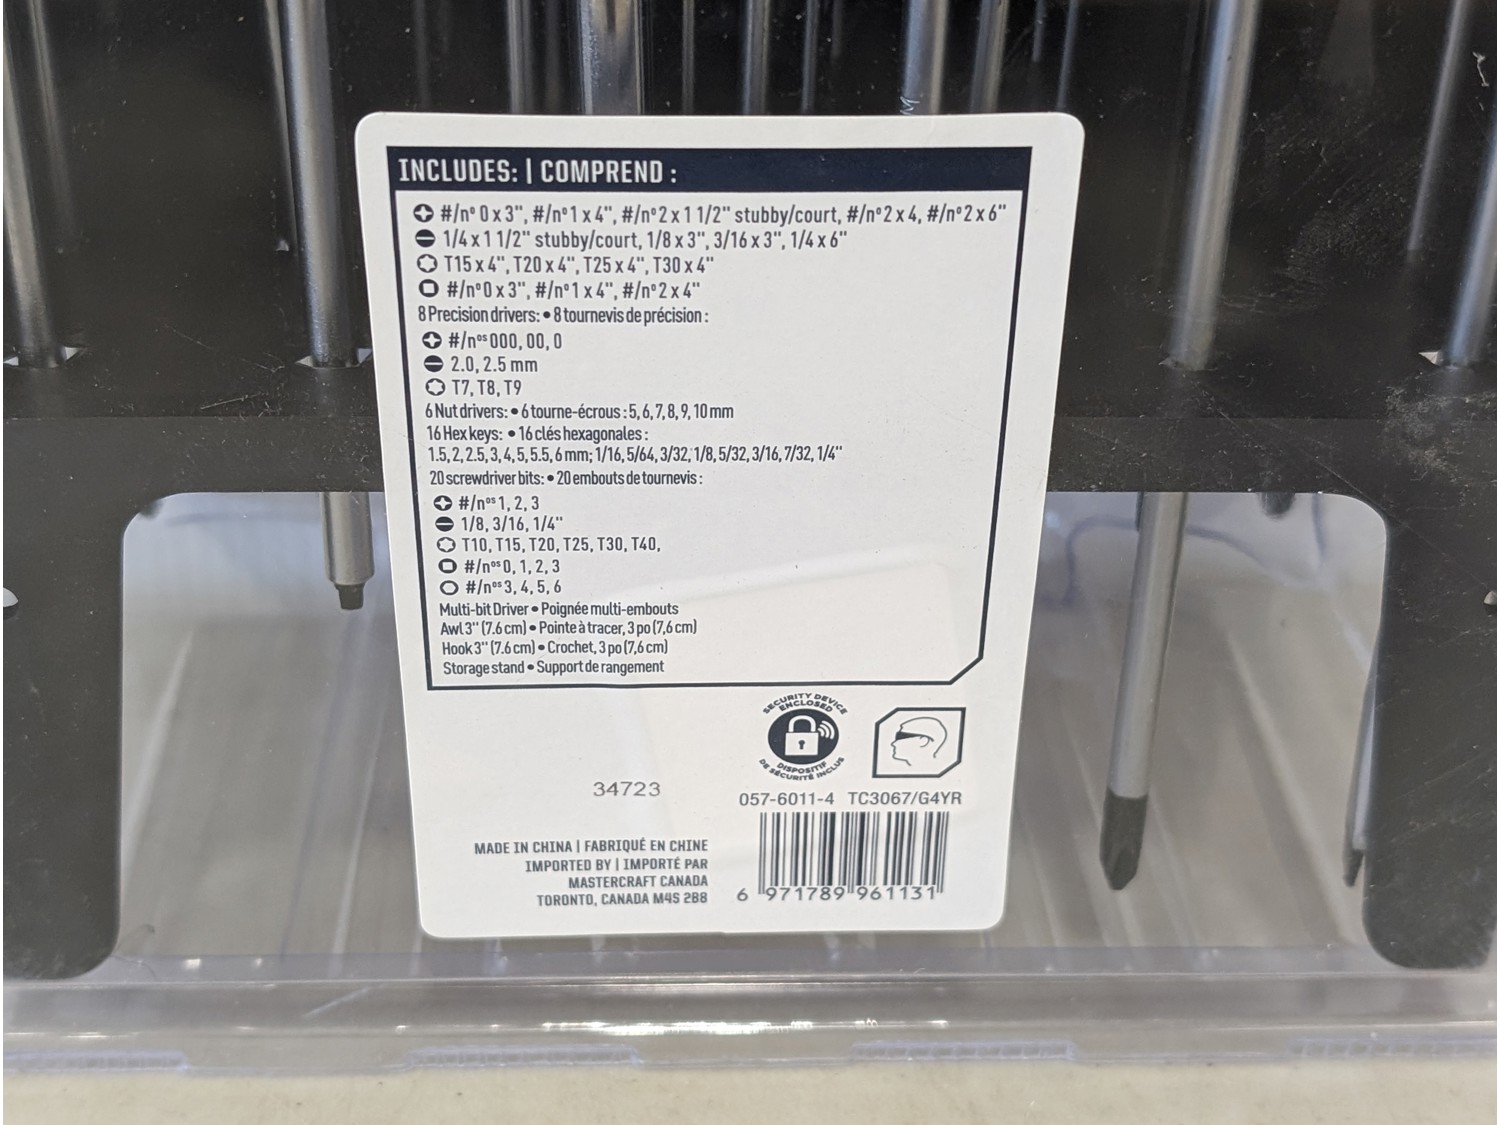 INCLUDES: | COMPREND :
#/nº 0 x 3", #/nº 1 x 4", #/nº 2 x 1 1/2" stubby/court, #/nº 2 x 4, #/nº 2 x 6"
1/4 x 1 1/2" stubby/court, 1/8 x 3", 3/16 x 3", 1/4 x 6"
T15 x 4", T20 x 4", T25 x 4", T30 x 4"
#/nº 0 x 3", #/nº 1 x 4", #/nº 2 x 4"
8 Precision drivers: • 8 tournevis de précision :
#/nos 000, 00, 0
2.0, 2.5 mm
T7, T8, T9
6 Nut drivers: • 6 tourne-écrous : 5, 6, 7, 8, 9, 10 mm
16 Hex keys: • 16 clés hexagonales :
1.5, 2, 2.5, 3, 4, 5, 5.5, 6 mm; 1/16, 5/64, 3/32, 1/8, 5/32, 3/16, 7/32, 1/4"
20 screwdriver bits: • 20 embouts de tournevis :
#/nos 1, 2, 3
1/8, 3/16, 1/4"
T10, T15, T20, T25, T30, T40,
#/nos 0, 1, 2, 3
#/nos 3, 4, 5, 6
Multi-bit Driver • Poignée multi-embouts
Awl 3" (7.6 cm) • Pointe à tracer, 3 po (7,6 cm)
Hook 3" (7.6 cm) • Crochet, 3 po (7,6 cm)
Storage stand • Support de rangement
SECURITY DEVICE
ENCLOSED
DISPOSITIF
DE SÉCURITÉ INCLUS
34723
057-6011-4 TC3067/G4YR
MADE IN CHINA | FABRIQUÉ EN CHINE
IMPORTED BY | IMPORTÉ PAR
MASTERCRAFT CANADA
TORONTO, CANADA M4S 2B8
6 971789 961131